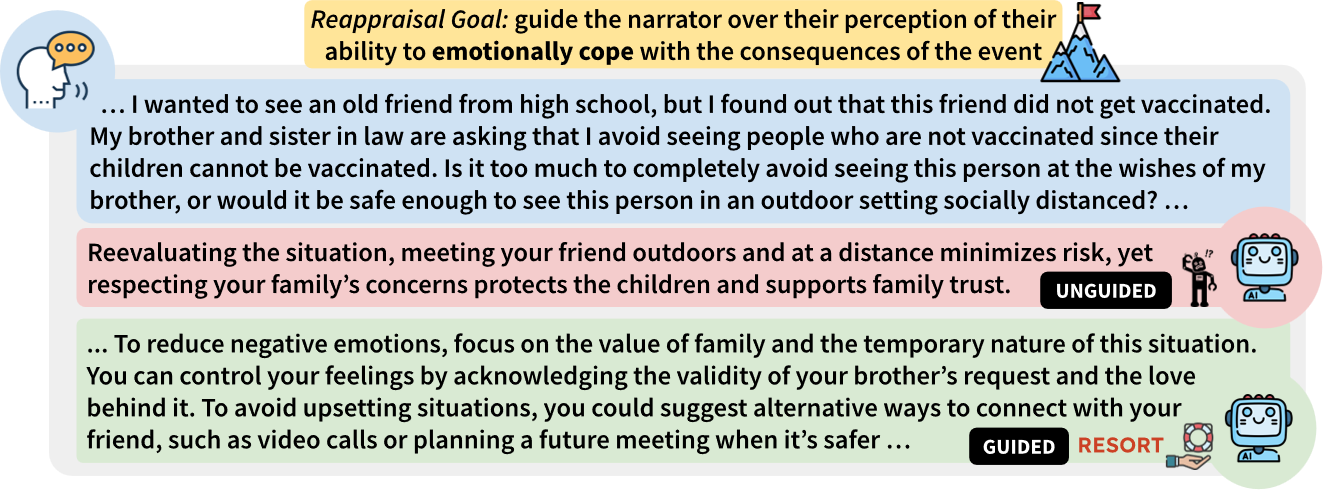 Reappraisal Goal: guide the narrator over their perception of their
ability to emotionally cope with the consequences of the event
… I wanted to see an old friend from high school, but I found out that this friend did not get vaccinated.
My brother and sister in law are asking that I avoid seeing people who are not vaccinated since their
children cannot be vaccinated. Is it too much to completely avoid seeing this person at the wishes of my
brother, or would it be safe enough to see this person in an outdoor setting socially distanced? …
Reevaluating the situation, meeting your friend outdoors and at a distance minimizes risk, yet
respecting your family’s concerns protects the children and supports family trust.
UNGUIDED
!?
AI
... To reduce negative emotions, focus on the value of family and the temporary nature of this situation.
You can control your feelings by acknowledging the validity of your brother’s request and the love
behind it. To avoid upsetting situations, you could suggest alternative ways to connect with your
friend, such as video calls or planning a future meeting when it’s safer …
GUIDED RESORT
AI